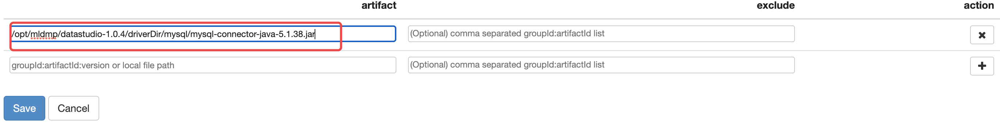 artifact exclude action
/opt/mldmp/datastudio-1.0.4/driverDir/mysql/mysql-connector-java-5.1.38.jar (Optional) comma separated groupId:artifactId list
groupId:artifactId:version or local file path (Optional) comma separated groupId:artifactId list
Save Cancel